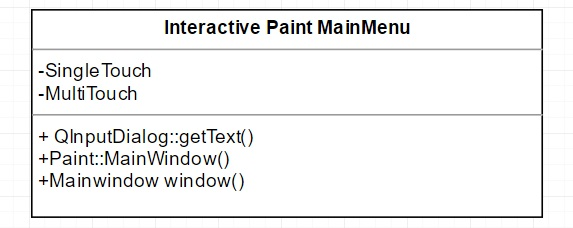 Interactive Paint MainMenu
-SingleTouch
-MultiTouch
+ QInputDialog::getText()
+Paint::MainWindow()
+Mainwindow window()